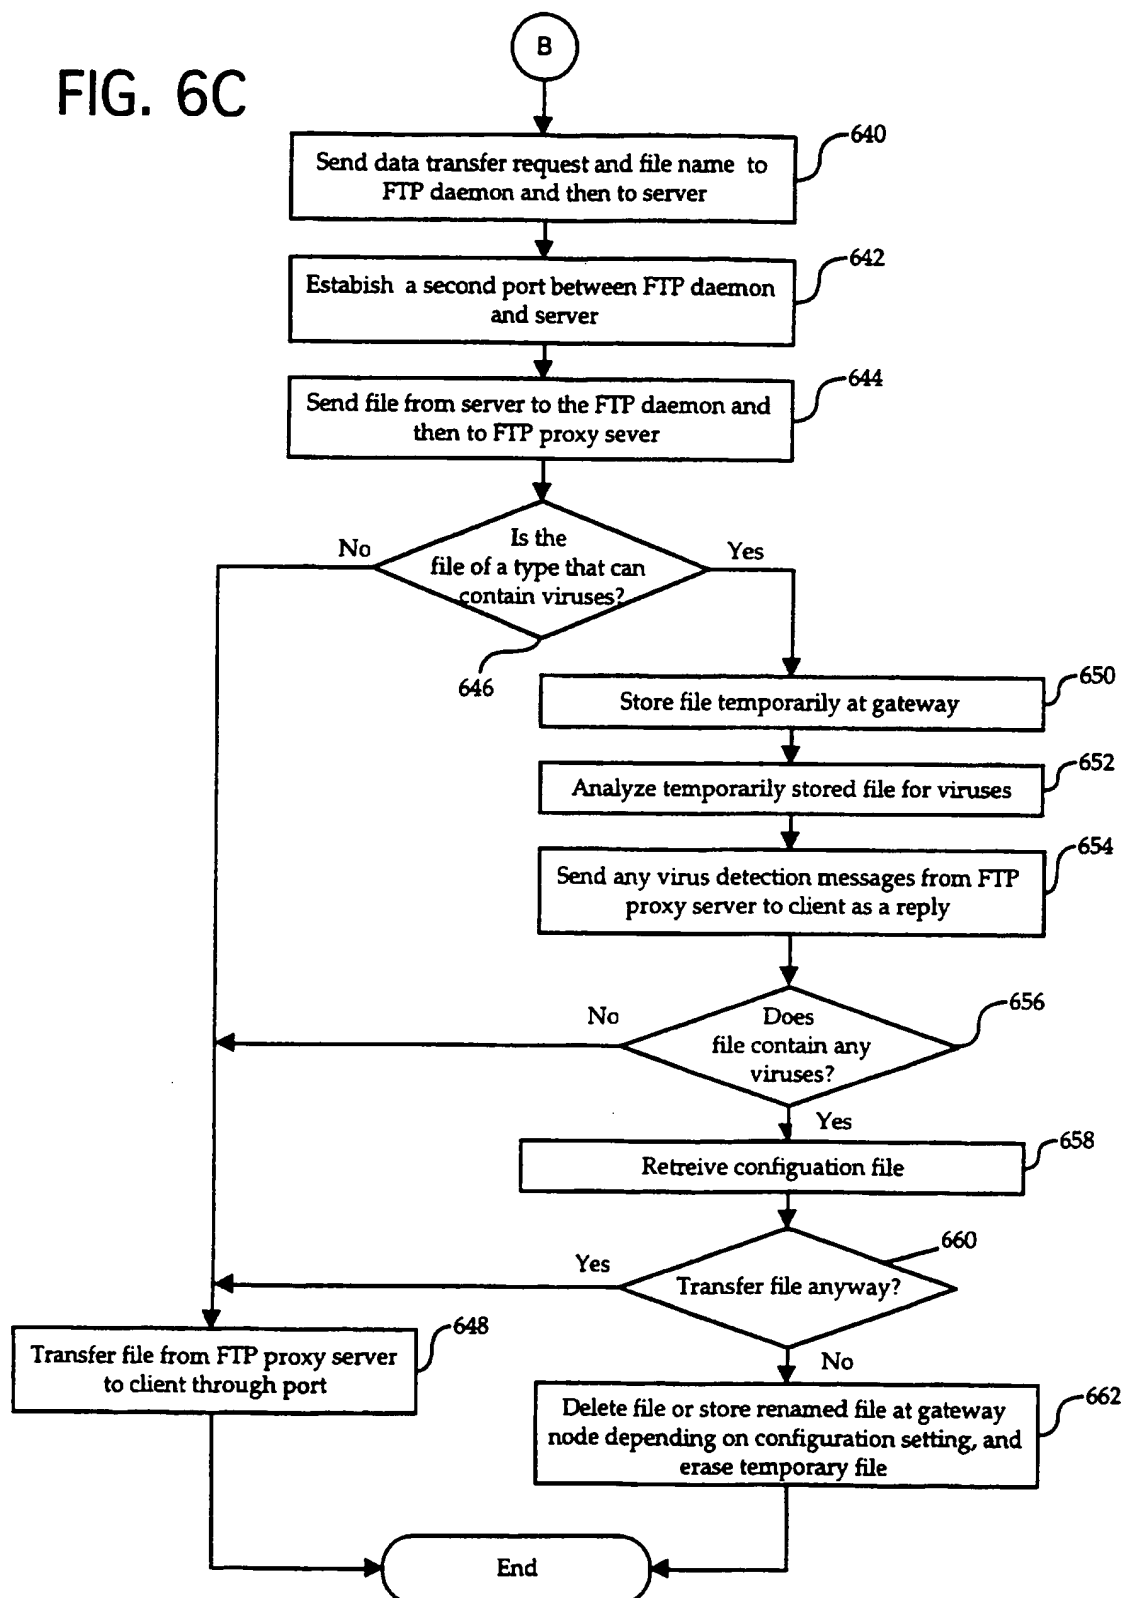 B
FIG. 6C
640
Send data transfer request and file name to
FTP daemon and then to server
642
Estabish a second port between FTP daemon
and server
644
Send file from server to the FTP daemon and
then to FTP proxy sever
Is the
file of a type that can
contain viruses?
No
Yes
646
650
Store file temporarily at gateway
652
Analyze temporarily stored file for viruses
654
Send any virus detection messages from FTP
proxy server to client as a reply
656
Does
file contain any
viruses?
No
Yes
658
Retreive configuation file
660
Transfer file anyway?
Yes
No
648
Transfer file from FTP proxy server
to client through port
662
Delete file or store renamed file at gateway
node depending on configuration setting, and
erase temporary file
End